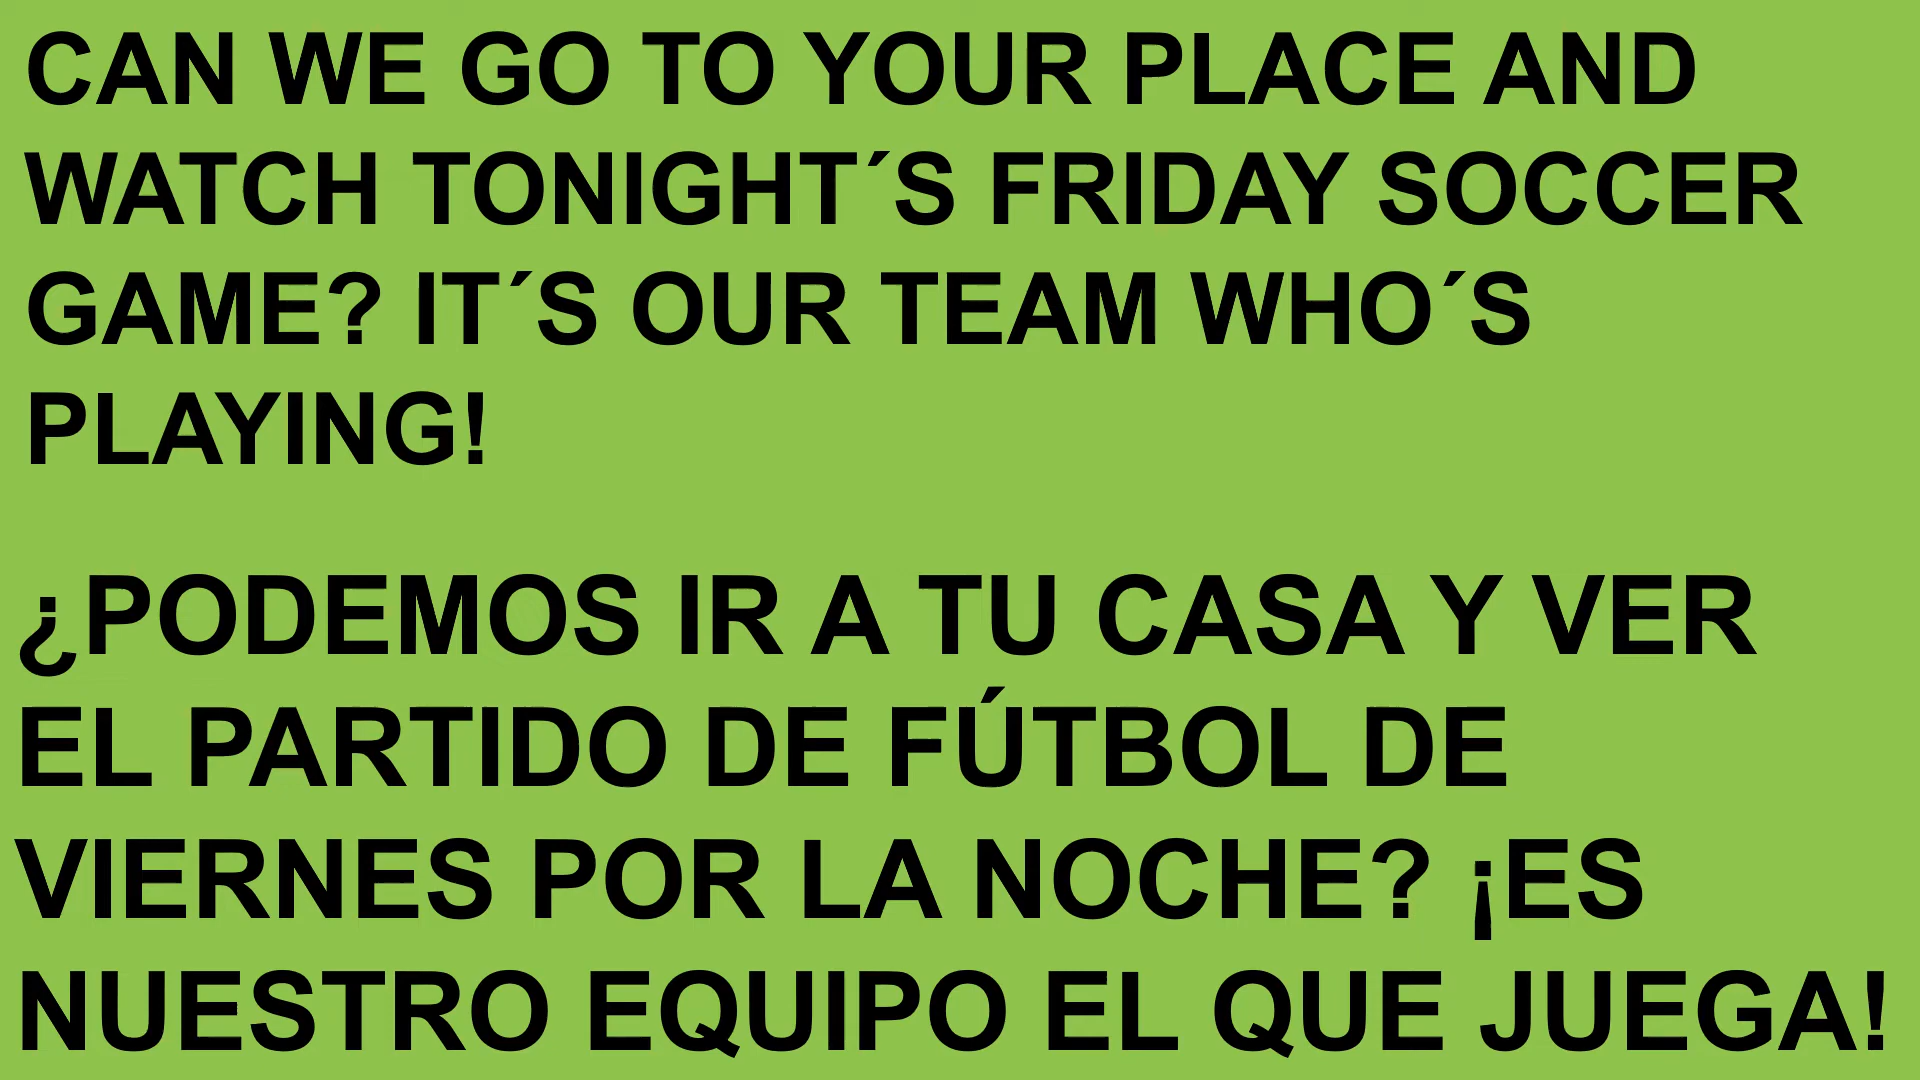 CAN WE GO TO YOUR PLACE AND
WATCH TONIGHT´S FRIDAY SOCCER
GAME? IT´S OUR TEAM WHO´S
PLAYING!
¿PODEMOS IR A TU CASA Y VER
EL PARTIDO DE FÚTBOL DE
VIERNES POR LA NOCHE? ¡ES
NUESTRO EQUIPO EL QUE JUEGA!